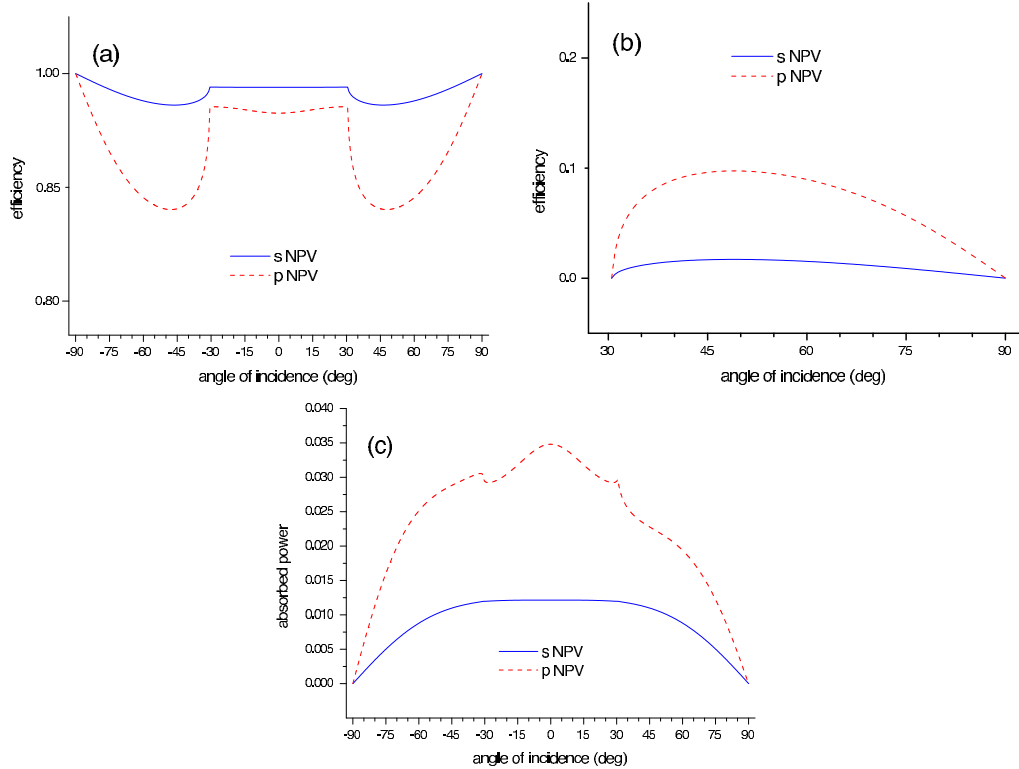 (a)
1.00
0.85
0.80
efficiency
s NPV
p NPV
-90 -75 -60 -45 -30 -15 0 15 30 45 60 75 90
angle of incidence (deg)
(b)
0.2
0.1
0.0
efficiency
s NPV
p NPV
30 45 60 75 90
angle of incidence (deg)
(c)
0.040
0.035
0.030
0.025
0.020
0.015
0.010
0.005
0.000
absorbed power
s NPV
p NPV
-90 -75 -60 -45 -30 -15 0 15 30 45 60 75 90
angle of incidence (deg)